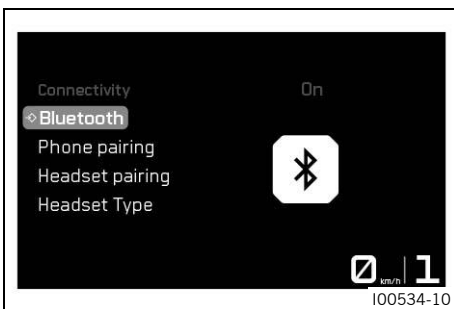 Connectivity On
Bluetooth
Phone pairing
Headset pairing
Headset Type
0 km/h 1
I00534-10